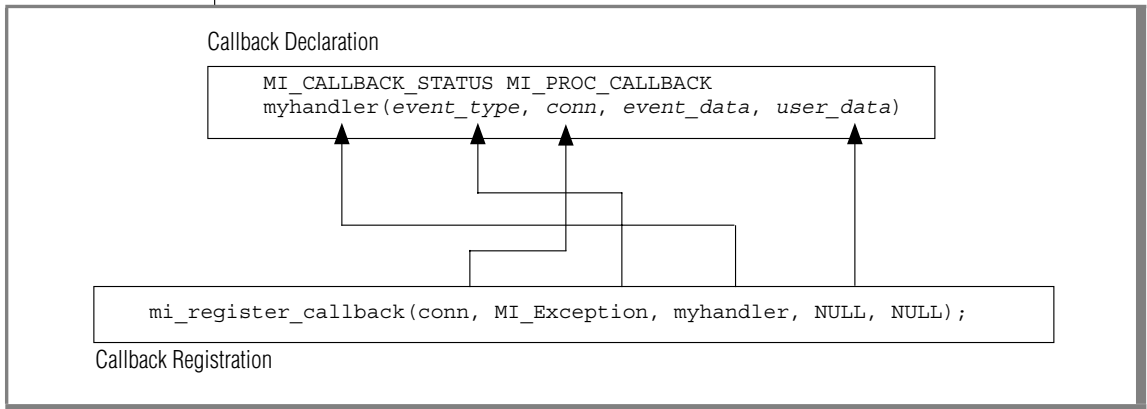 Callback Declaration
MI_CALLBACK_STATUS MI_PROC_CALLBACK
myhandler(event_type, conn, event_data, user_data)
mi_register_callback(conn, MI_Exception, myhandler, NULL, NULL);
Callback Registration